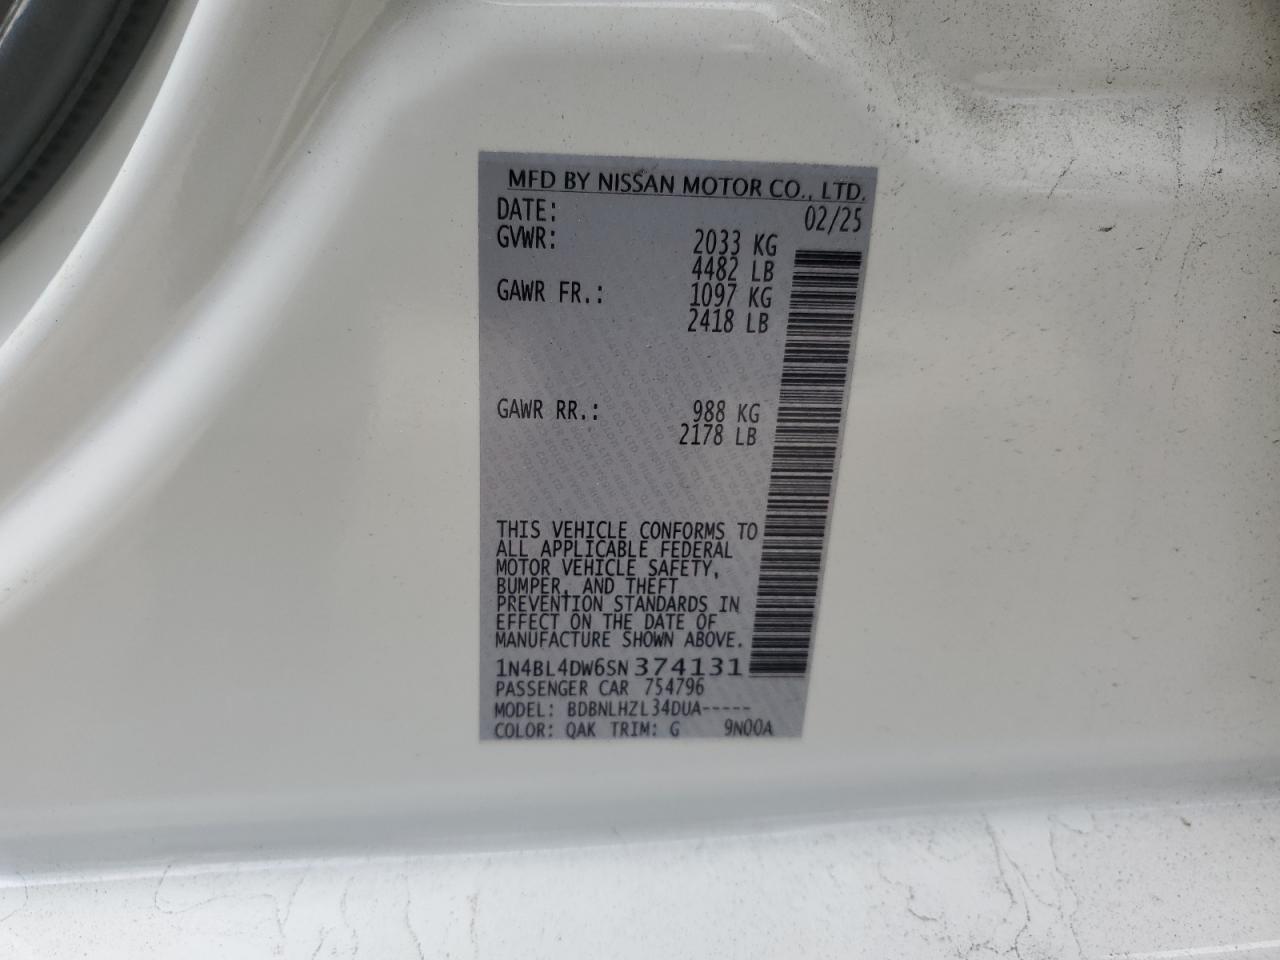 MFD BY NISSAN MOTOR CO., LTD.
DATE: 02/25
GVWR: 2033 KG
4482 LB
GAWR FR.: 1097 KG
2418 LB
GAWR RR.: 988 KG
2178 LB
THIS VEHICLE CONFORMS TO
ALL APPLICABLE FEDERAL
MOTOR VEHICLE SAFETY,
BUMPER, AND THEFT
PREVENTION STANDARDS IN
EFFECT ON THE DATE OF
MANUFACTURE SHOWN ABOVE.
1N4BL4DW6SN374131
PASSENGER CAR 754796
MODEL: BDBNLHZL34DUA-----
COLOR: QAK TRIM: G 9N00A